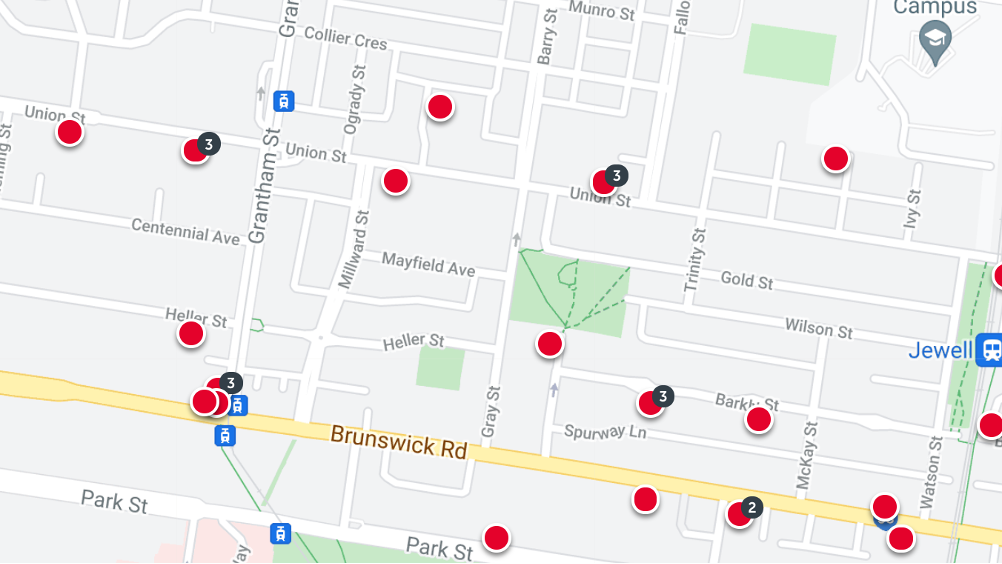 Campus
Munro St
Gran
Fallo
Collier Cres
Barry St
Ogrady St
Union St
3
Union St
3
Union St
Grantham St
Ivy St
Centennial Ave
Millward St
Mayfield Ave
Trinity St
Gold St
Heller St
Wilson St
Heller St
Jewell
3
3
Gray St
Barkly St
Spurway Ln
McKay St
Watson St
Brunswick Rd
Park St
2
Park St